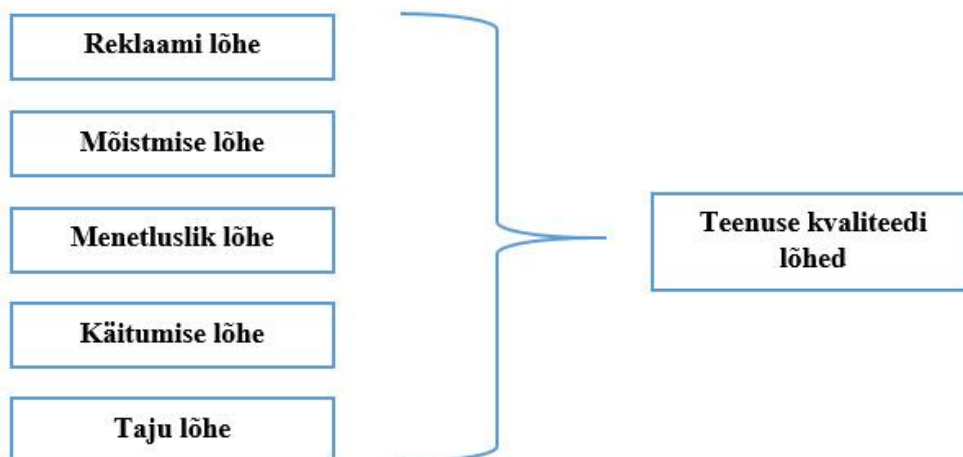 Reklaami lõhe
Mõistmise lõhe
Menetluslik lõhe
Käitumise lõhe
Taju lõhe
Teenuse kvaliteedi
lõhed